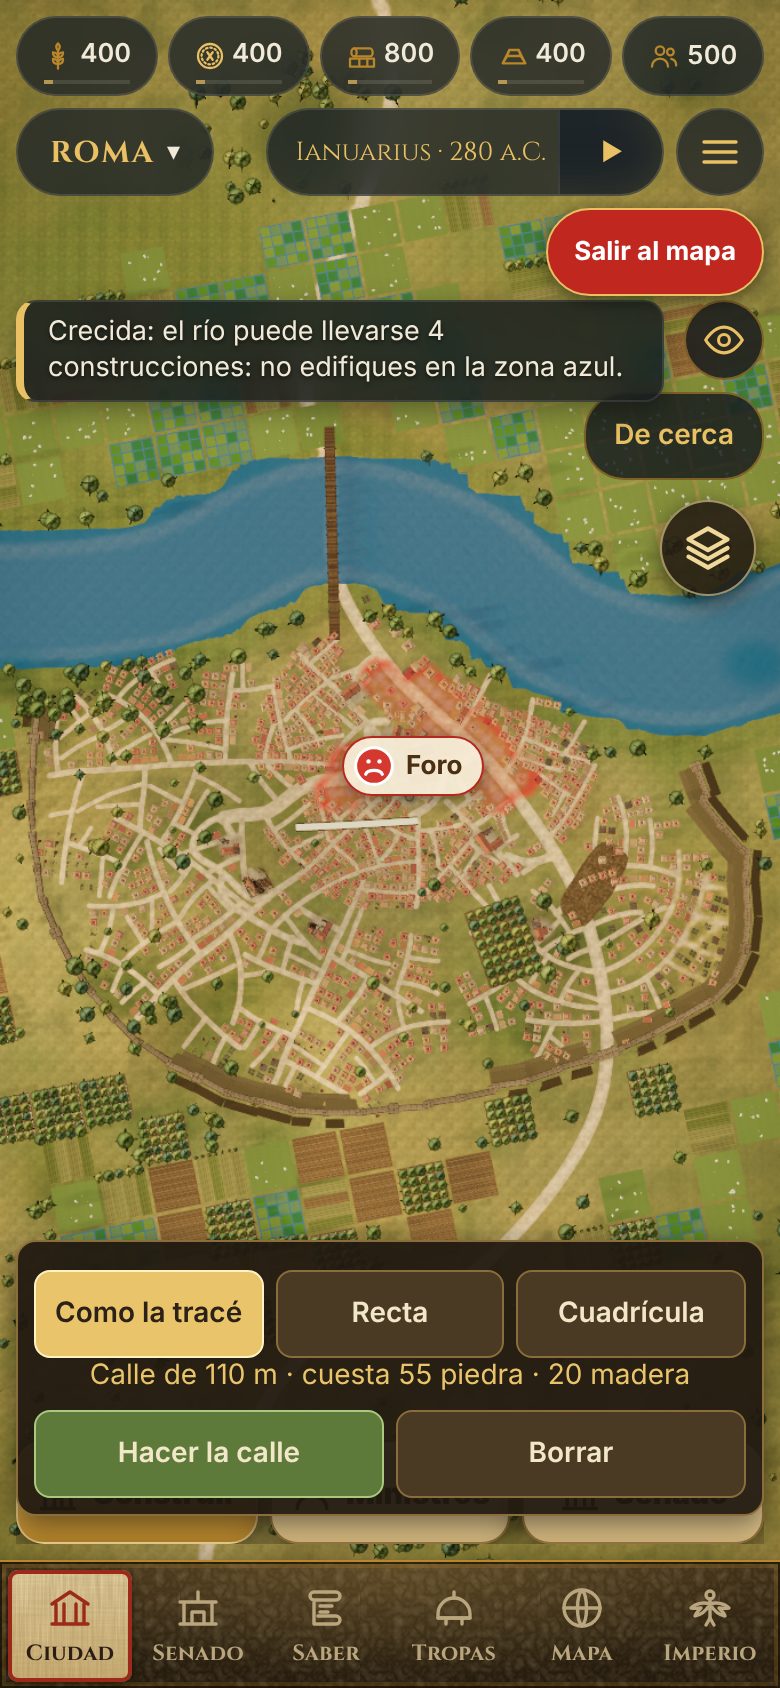 400
400
800
400
500
ROMA ▼
Ianuarius · 280 a.C.
Salir al mapa
Crecida: el río puede llevarse 4
construcciones: no edifiques en la zona azul.
De cerca
Foro
Como la tracé
Recta
Cuadrícula
Calle de 110 m · cuesta 55 piedra · 20 madera
Hacer la calle
Borrar
Ciudad
Senado
Saber
Tropas
Mapa
Imperio